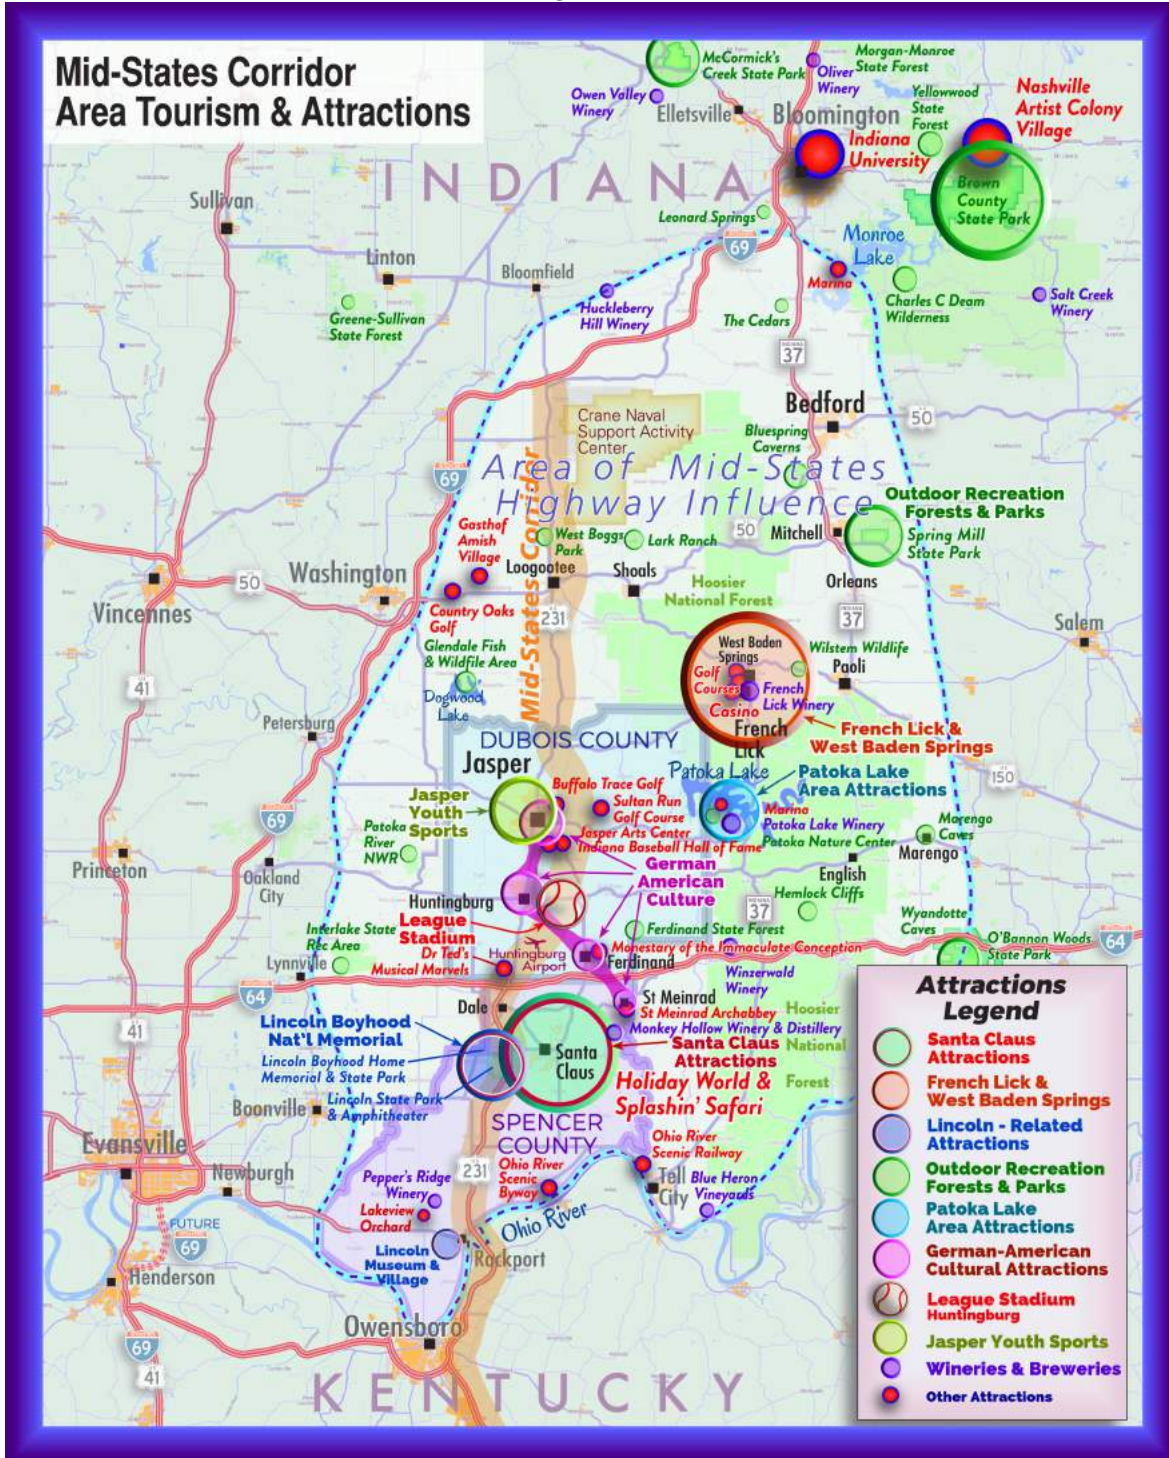 Mid-States Corridor
Area Tourism & Attractions
McCormick's
Creek State Park
Morgan-Monroe
State Forest
Oliver
Winery
Owen Valley
Winery
Ellettsville
Bloomington
Yellowwood
State
Forest
Nashville
Artist Colony
Village
Indiana
University
INDIANA
Brown
County
State Park
Sullivan
Leonard Springs
69
Monroe
Lake
Linton
Bloomfield
Marina
Huckleberry
Hill Winery
Charles C Deam
Wilderness
Salt Creek
Winery
Greene-Sullivan
State Forest
The Cedars
37
Bedford
50
Crane Naval
Support Activity
Center
Bluespring
Caverns
69
Area of Mid-States
Highway Influence
Mid-States Corridor
Outdoor Recreation
Forests & Parks
Gasthof
Amish
Village
West Boggs
Park
Lark Ranch
50
Mitchell
Spring Mill
State Park
Washington
Loogootee
Shoals
Orleans
50
Hoosier
National Forest
Vincennes
Country Oaks
Golf
231
37
Salem
Glendale Fish
& Wildfile Area
West Baden
Springs
Wilstem Wildlife
Paoli
Golf
Courses
French
Lick Winery
Casino
41
Dogwood
Lake
Petersburg
French
Lick
French Lick &
West Baden Springs
DUBOIS COUNTY
Jasper
Patoka Lake
Patoka Lake
Area Attractions
150
Jasper
Youth
Sports
Buffalo Trace Golf
Sultan Run
Golf Course
Marina
Patoka Lake Winery
Patoka Nature Center
Marengo
Caves
Marengo
69
Patoka
River
NWR
Jasper Arts Center
Indiana Baseball Hall of Fame
Princeton
Oakland
City
German
American
Culture
English
Hemlock Cliffs
Huntingburg
37
Wyandotte
Caves
League
Stadium
Interlake State
Rec Area
Ferdinand State Forest
O'Bannon Woods
State Park
64
Dr Ted's
Musical Marvels
Huntingburg
Airport
Monestary of the Immaculate Conception
Ferdinand
Lynnville
Winzerwald
Winery
64
Dale
St Meinrad
St Meinrad Archabbey
Hoosier
National
Forest
Monkey Hollow Winery & Distillery
41
Lincoln Boyhood
Nat'l Memorial
Lincoln Boyhood Home
Memorial & State Park
Santa
Claus
Santa Claus
Attractions
Holiday World &
Splashin' Safari
Lincoln State Park
& Amphitheater
Boonville
SPENCER
COUNTY
Evansville
Newburgh
231
Ohio River
Scenic
Byway
Ohio River
Scenic Railway
Tell
City
Blue Heron
Vineyards
Pepper's Ridge
Winery
Lakeview
Orchard
Ohio River
FUTURE
69
Lincoln
Museum &
Village
Rockport
Henderson
Owensboro
69
41
KENTUCKY
Attractions
Legend
Santa Claus
Attractions
French Lick &
West Baden Springs
Lincoln - Related
Attractions
Outdoor Recreation
Forests & Parks
Patoka Lake
Area Attractions
German-American
Cultural Attractions
League Stadium
Huntingburg
Jasper Youth Sports
Wineries & Breweries
Other Attractions